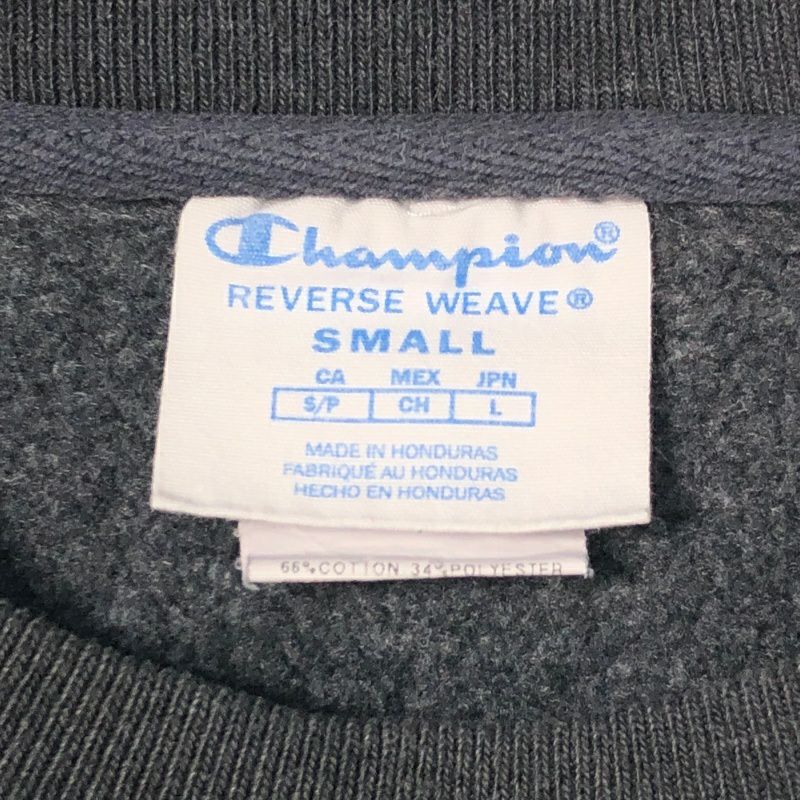 Champion®
REVERSE WEAVE®
SMALL
CA MEX JPN
S/P CH L
MADE IN HONDURAS
FABRIQUÉ AU HONDURAS
HECHO EN HONDURAS
66% COTTON 34% POLYESTER